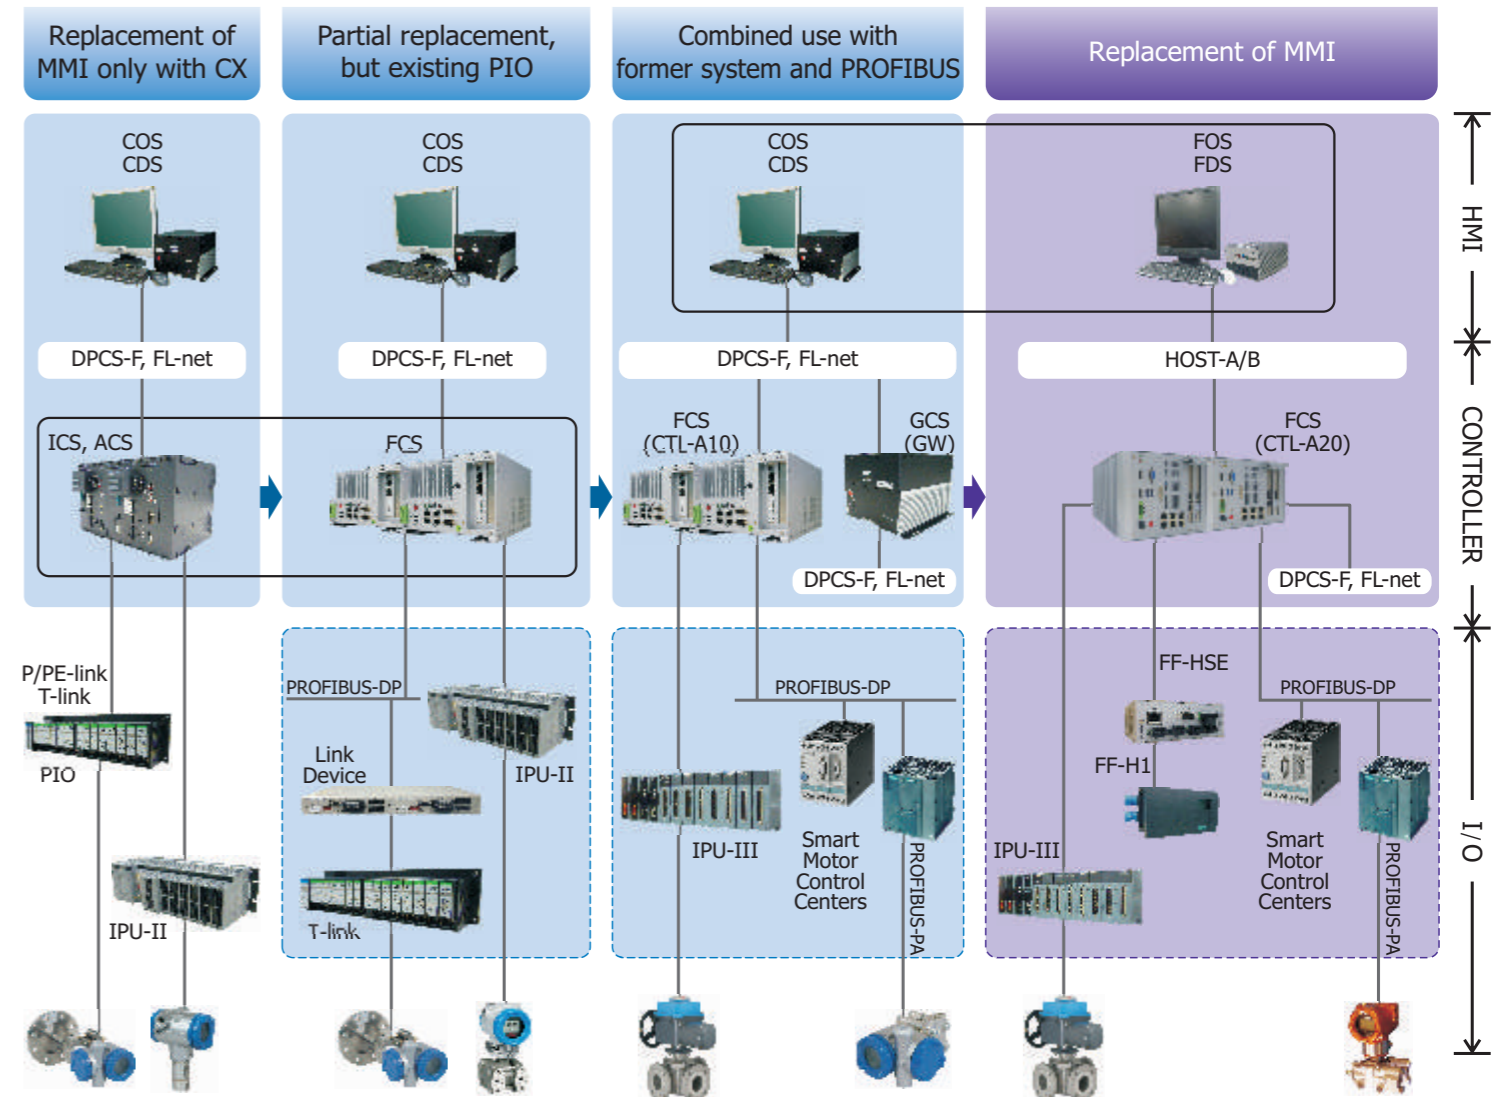 Replacement of
MMI only with CX
Partial replacement,
but existing PIO
Combined use with
former system and PROFIBUS
Replacement of MMI
COS
CDS
COS
CDS
COS
CDS
FOS
FDS
HMI
DPCS-F, FL-net
DPCS-F, FL-net
DPCS-F, FL-net
HOST-A/B
ICS, ACS
FCS
FCS
(CTL-A10)
GCS
(GW)
FCS
(CTL-A20)
CONTROLLER
DPCS-F, FL-net
DPCS-F, FL-net
P/PE-link
T-link
PIO
IPU-II
PROFIBUS-DP
IPU-II
Link
Device
T-link
PROFIBUS-DP
IPU-III
Smart
Motor
Control
Centers
PROFIBUS-PA
FF-HSE
PROFIBUS-DP
FF-H1
IPU-III
Smart
Motor
Control
Centers
PROFIBUS-PA
I/O